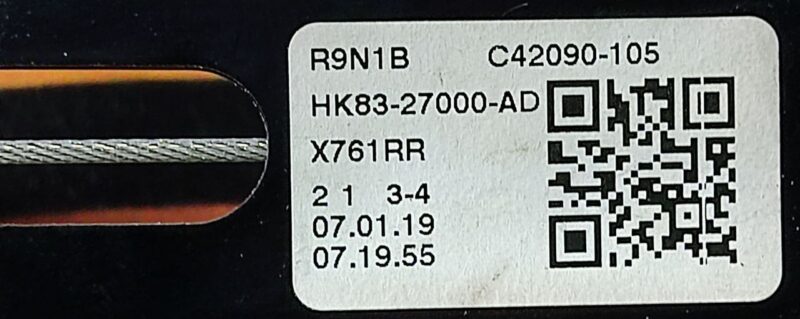 R9N1B C42090-105
HK83-27000-AD
X761RR
2 1 3-4
07.01.19
07.19.55